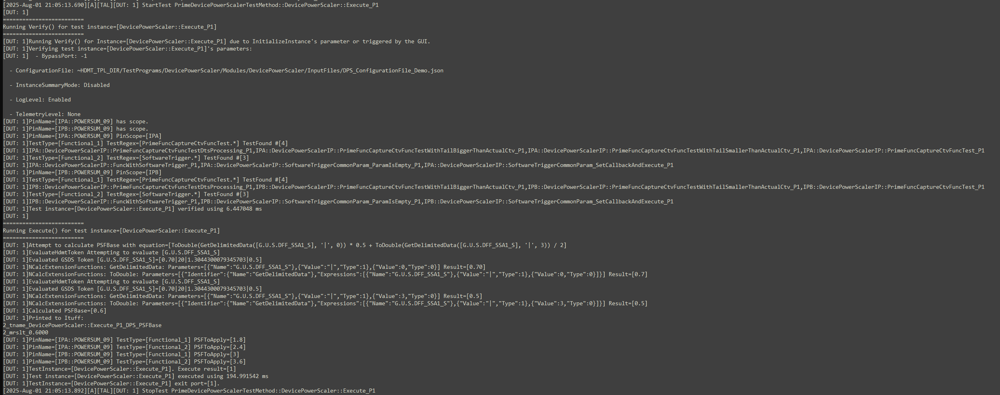 [2025-Aug-01 21:05:13.690][A][TAL][DUT: 1] StartTest PrimeDevicePowerScalerTestMethod::DevicePowerScaler::Execute_P1
[DUT: 1]
=========================
Running Verify() for test instance=[DevicePowerScaler::Execute_P1]
=========================
[DUT: 1]Running Verify() for Instance=[DevicePowerScaler::Execute_P1] due to InitializeInstance's parameter or triggered by the GUI.
[DUT: 1]Verifying test instance=[DevicePowerScaler::Execute_P1]'s parameters:
[DUT: 1]  - BypassPort: -1
  - ConfigurationFile: ~HDMT_TPL_DIR/TestPrograms/DevicePowerScaler/Modules/DevicePowerScaler/InputFiles/DPS_ConfigurationFile_Demo.json
  - InstanceSummaryMode: Disabled
  - LogLevel: Enabled
  - TelemetryLevel: None
[DUT: 1]PinName=[IPA::POWERSUM_09] has scope.
[DUT: 1]PinName=[IPB::POWERSUM_09] has scope.
[DUT: 1]PinName=[IPA::POWERSUM_09] PinScope=[IPA]
[DUT: 1]TestType=[Functional_1] TestRegex=[PrimeFuncCaptureCtvFuncTest.*] TestFound #[4]
[DUT: 1]IPA::DevicePowerScalerIP::PrimeFuncCaptureCtvFuncTestDtsProcessing_P1,IPA::DevicePowerScalerIP::PrimeFuncCaptureCtvFuncTestWithTailBiggerThanActualCtv_P1,IPA::DevicePowerScalerIP::PrimeFuncCaptureCtvFuncTestWithTailSmallerThanActualCtv_P1,IPA::DevicePowerScalerIP::PrimeFuncCaptureCtvFuncTest_P1
[DUT: 1]TestType=[Functional_2] TestRegex=[SoftwareTrigger.*] TestFound #[3]
[DUT: 1]IPA::DevicePowerScalerIP::FuncWithSoftwareTrigger_P1,IPA::DevicePowerScalerIP::SoftwareTriggerCommonParam_ParamIsEmpty_P1,IPA::DevicePowerScalerIP::SoftwareTriggerCommonParam_SetCallbackAndExecute_P1
[DUT: 1]PinName=[IPB::POWERSUM_09] PinScope=[IPB]
[DUT: 1]TestType=[Functional_1] TestRegex=[PrimeFuncCaptureCtvFuncTest.*] TestFound #[4]
[DUT: 1]IPB::DevicePowerScalerIP::PrimeFuncCaptureCtvFuncTestDtsProcessing_P1,IPB::DevicePowerScalerIP::PrimeFuncCaptureCtvFuncTestWithTailBiggerThanActualCtv_P1,IPB::DevicePowerScalerIP::PrimeFuncCaptureCtvFuncTestWithTailSmallerThanActualCtv_P1,IPB::DevicePowerScalerIP::PrimeFuncCaptureCtvFuncTest_P1
[DUT: 1]TestType=[Functional_2] TestRegex=[SoftwareTrigger.*] TestFound #[3]
[DUT: 1]IPB::DevicePowerScalerIP::FuncWithSoftwareTrigger_P1,IPB::DevicePowerScalerIP::SoftwareTriggerCommonParam_ParamIsEmpty_P1,IPB::DevicePowerScalerIP::SoftwareTriggerCommonParam_SetCallbackAndExecute_P1
[DUT: 1]Test instance=[DevicePowerScaler::Execute_P1] verified using 6.447048 ms
[DUT: 1]
=========================
Running Execute() for test instance=[DevicePowerScaler::Execute_P1]
=========================
[DUT: 1]Attempt to calculate PSFBase with equation=[ToDouble(GetDelimitedData([G.U.S.DFF_SSA1_S], '|', 0)) * 0.5 + ToDouble(GetDelimitedData([G.U.S.DFF_SSA1_S], '|', 3)) / 2]
[DUT: 1]EvaluateHdmtToken Attempting to evaluate [G.U.S.DFF_SSA1_S]
[DUT: 1]Evaluated GSDS Token [G.U.S.DFF_SSA1_S]=[0.70|20|1.3044300079345703|0.5]
[DUT: 1]NCalcExtensionFunctions: GetDelimitedData: Parameters=[{"Name":"G.U.S.DFF_SSA1_S"},{"Value":"|","Type":1},{"Value":0,"Type":0}] Result=[0.70]
[DUT: 1]NCalcExtensionFunctions: ToDouble: Parameters=[{"Identifier":{"Name":"GetDelimitedData"},"Expressions":[{"Name":"G.U.S.DFF_SSA1_S"},{"Value":"|","Type":1},{"Value":0,"Type":0}]}] Result=[0.7]
[DUT: 1]EvaluateHdmtToken Attempting to evaluate [G.U.S.DFF_SSA1_S]
[DUT: 1]Evaluated GSDS Token [G.U.S.DFF_SSA1_S]=[0.70|20|1.3044300079345703|0.5]
[DUT: 1]NCalcExtensionFunctions: GetDelimitedData: Parameters=[{"Name":"G.U.S.DFF_SSA1_S"},{"Value":"|","Type":1},{"Value":3,"Type":0}] Result=[0.5]
[DUT: 1]NCalcExtensionFunctions: ToDouble: Parameters=[{"Identifier":{"Name":"GetDelimitedData"},"Expressions":[{"Name":"G.U.S.DFF_SSA1_S"},{"Value":"|","Type":1},{"Value":3,"Type":0}]}] Result=[0.5]
[DUT: 1]Calculated PSFBase=[0.6]
[DUT: 1]Printed to Ituff:
2_tname_DevicePowerScaler::Execute_P1_DPS_PSFBase
2_mrslt_0.6000
[DUT: 1]PinName=[IPA::POWERSUM_09] TestType=[Functional_1] PSFToApply=[1.8]
[DUT: 1]PinName=[IPA::POWERSUM_09] TestType=[Functional_2] PSFToApply=[2.4]
[DUT: 1]PinName=[IPB::POWERSUM_09] TestType=[Functional_1] PSFToApply=[3]
[DUT: 1]PinName=[IPB::POWERSUM_09] TestType=[Functional_2] PSFToApply=[3.6]
[DUT: 1]TestInstance=[DevicePowerScaler::Execute_P1]. Execute result=[1]
[DUT: 1]Test instance=[DevicePowerScaler::Execute_P1] executed using 194.991542 ms
[DUT: 1]TestInstance=[DevicePowerScaler::Execute_P1] exit port=[1].
[2025-Aug-01 21:05:13.892][A][TAL][DUT: 1] StopTest PrimeDevicePowerScalerTestMethod::DevicePowerScaler::Execute_P1